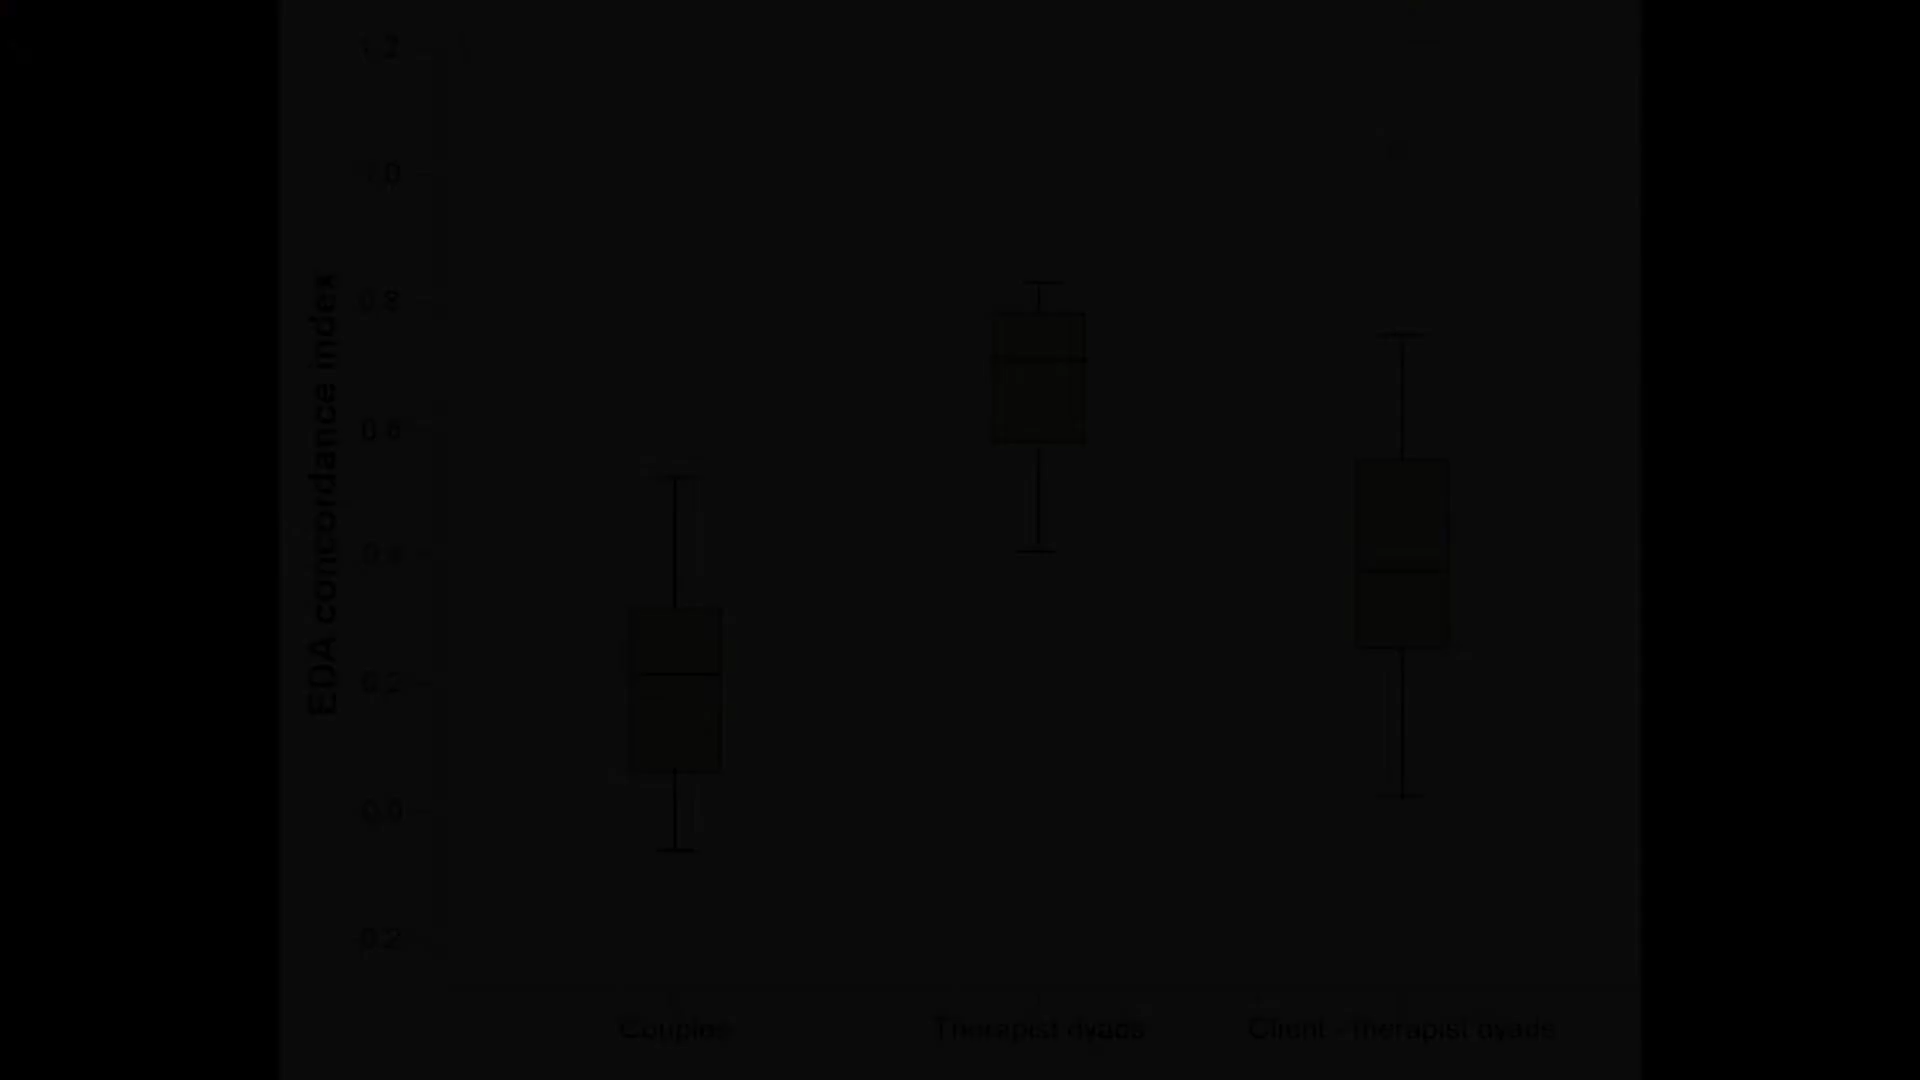 1.2
1.0
0.8
0.6
0.4
0.2
0.0
0.2
EDA concordance index
Couples
Therapist dyads
Client - therapist dyads